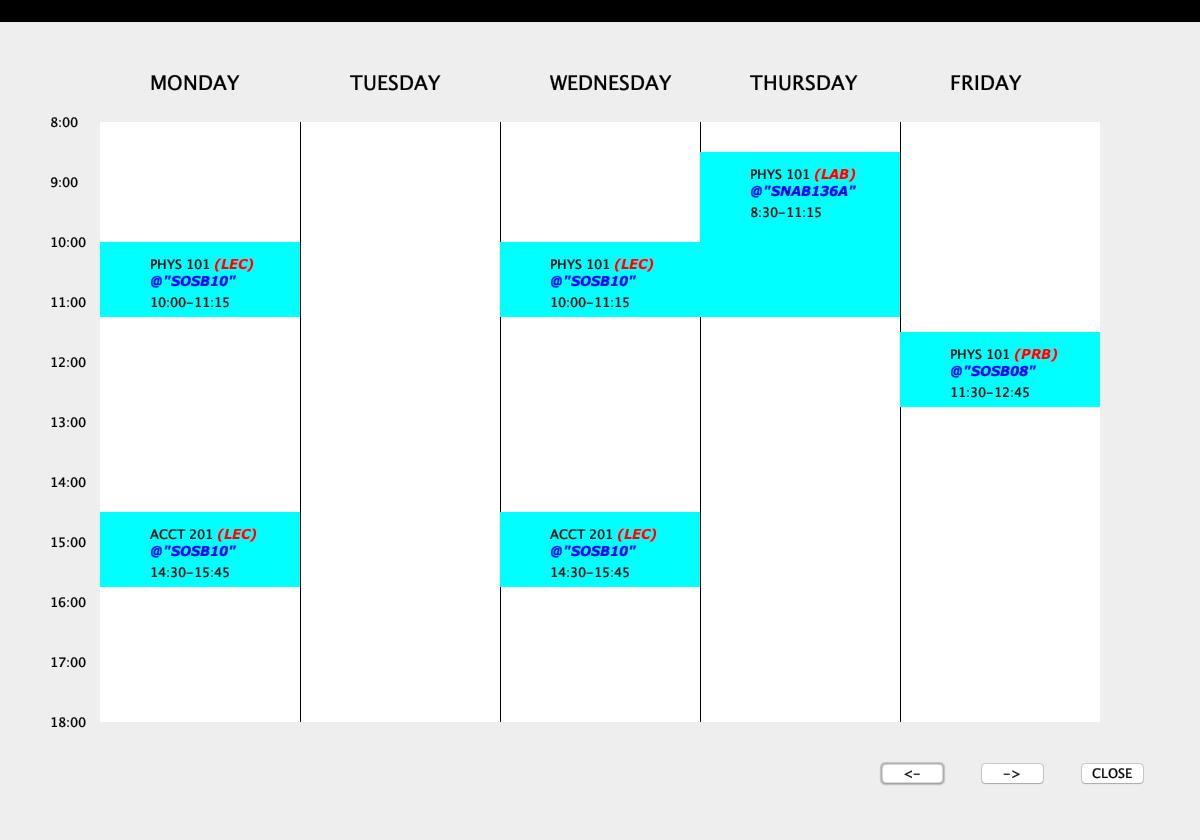 MONDAY TUESDAY WEDNESDAY THURSDAY FRIDAY
8:00
PHYS 101 (LAB)
@"SNAB136A"
8:30-11:15
9:00
10:00
PHYS 101 (LEC) PHYS 101 (LEC)
@"SOSB10" @"SOSB10"
10:00-11:15 10:00-11:15
11:00
12:00
PHYS 101 (PRB)
@"SOSB08"
11:30-12:45
13:00
14:00
ACCT 201 (LEC) ACCT 201 (LEC)
@"SOSB10" @"SOSB10"
14:30-15:45 14:30-15:45
15:00
16:00
17:00
18:00
<- -> CLOSE